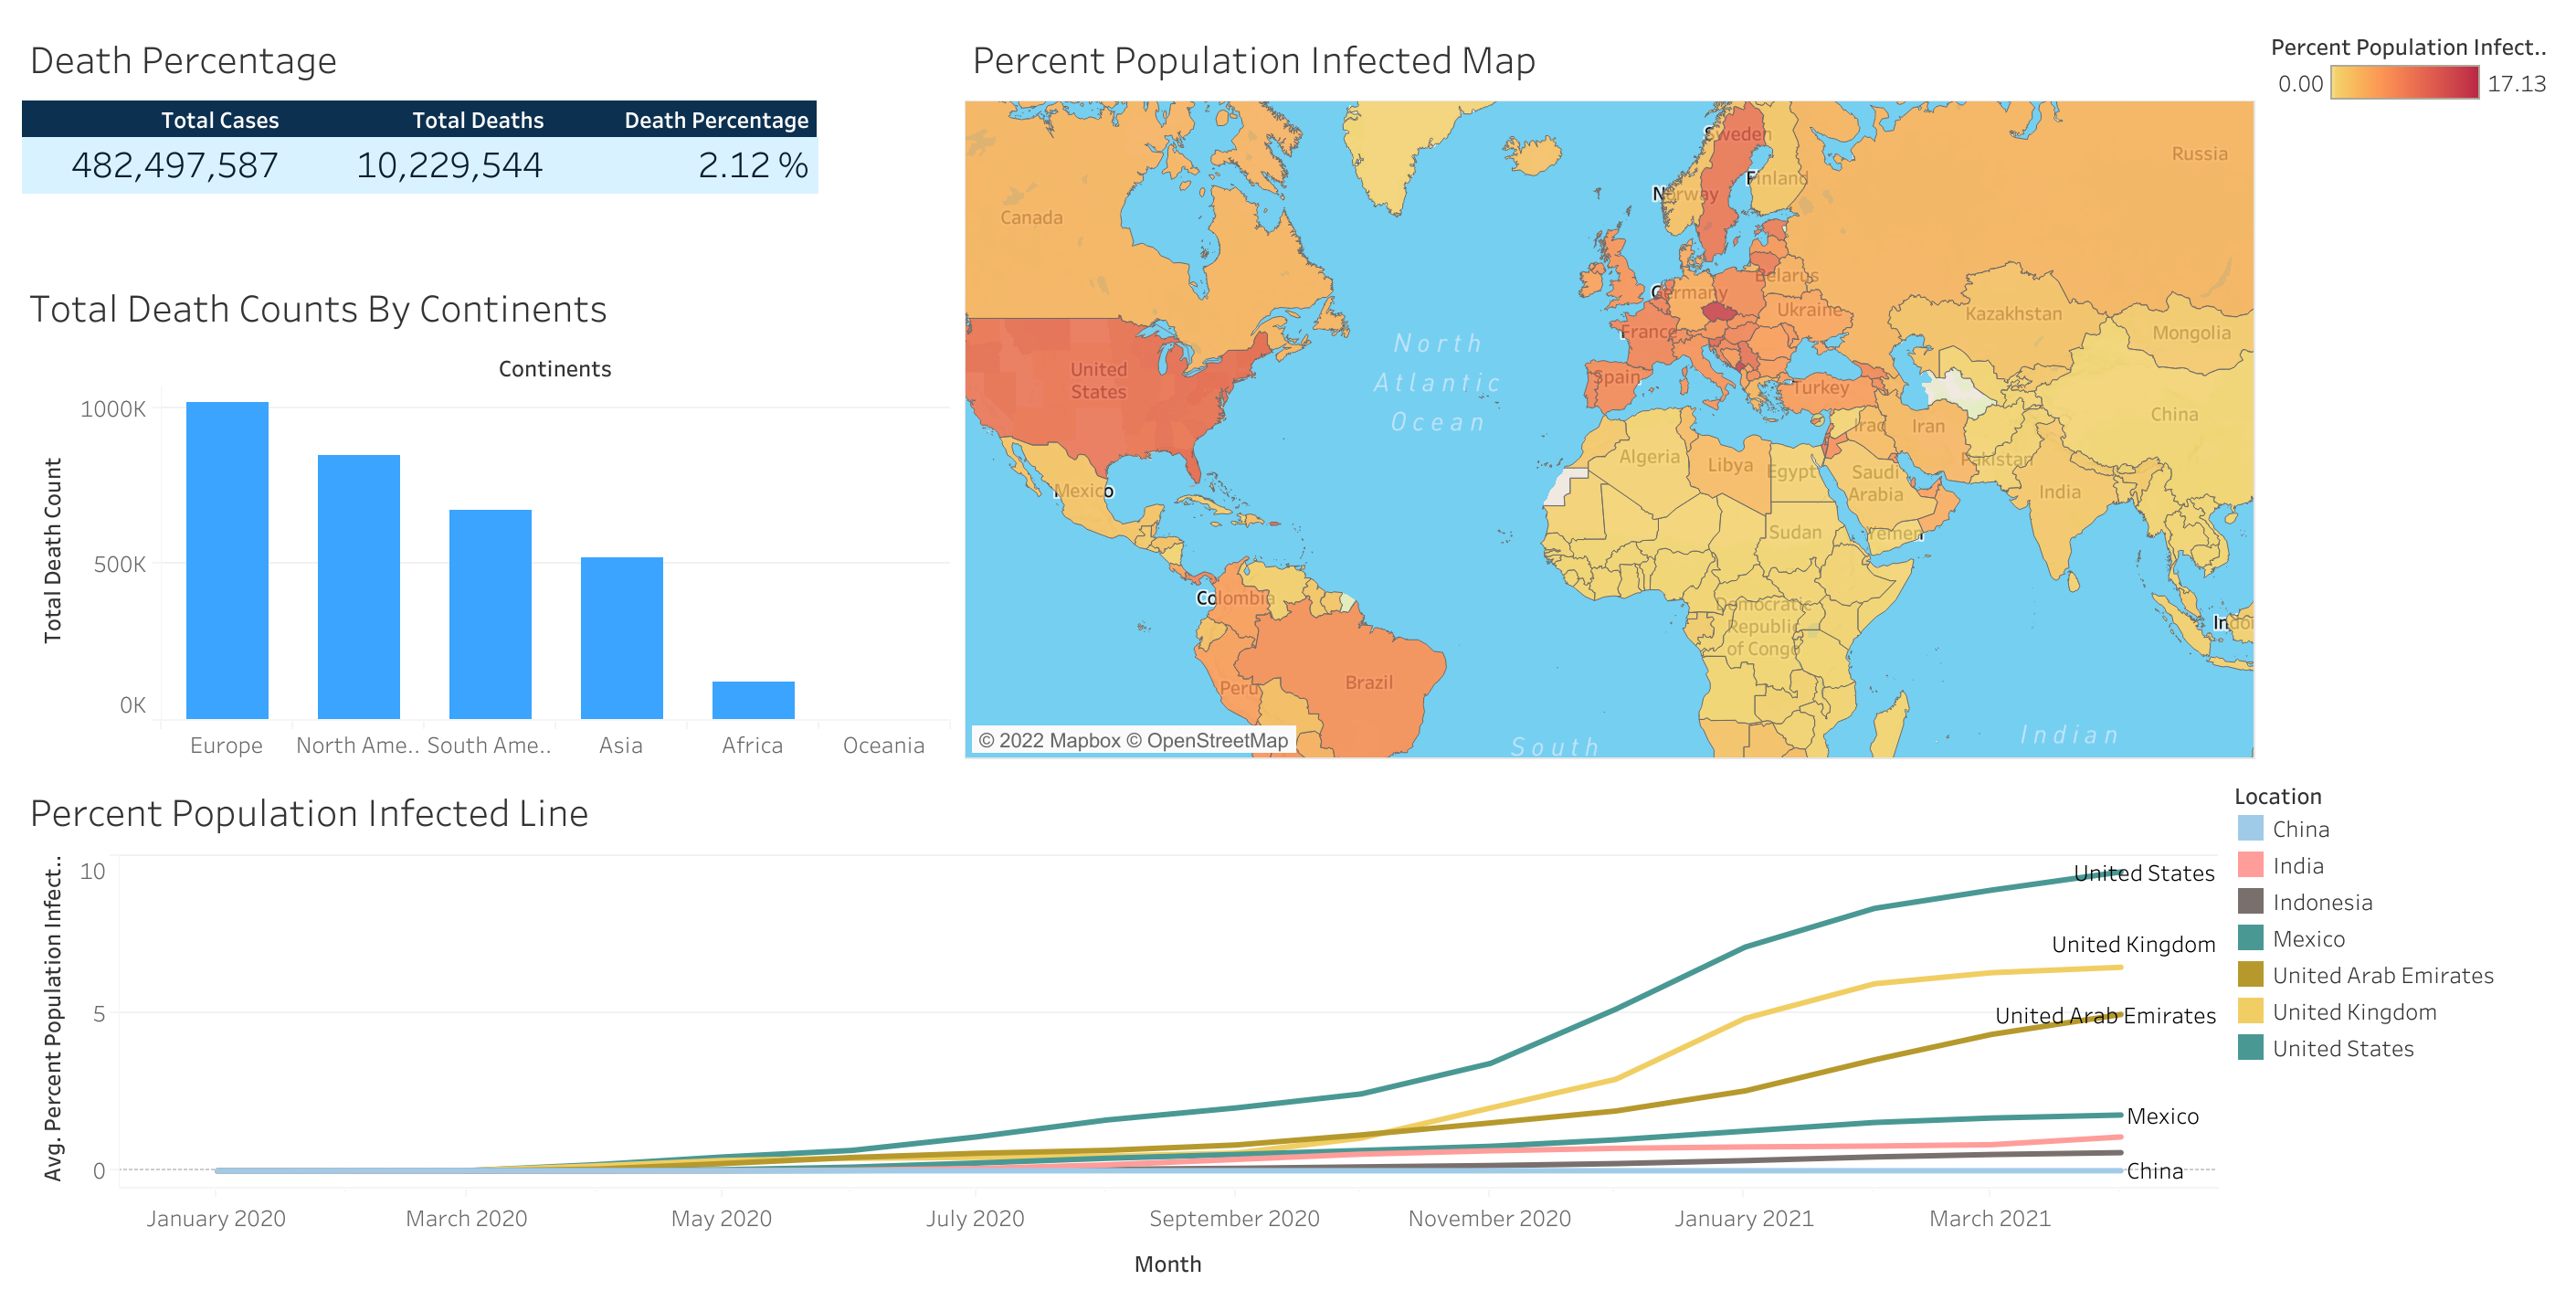 Death Percentage
Total Cases Total Deaths Death Percentage
482,497,587 10,229,544 2.12 %
Total Death Counts By Continents
Continents
Total Death Count
1000K
500K
0K
Europe North Ame.. South Ame.. Asia Africa Oceania
Percent Population Infected Map
Percent Population Infect..
0.00 17.13
Sweden
Russia
Finland
Norway
Canada
Belarus
Germany
Ukraine
Kazakhstan
France
Mongolia
North
Atlantic
Ocean
United
States
Spain
Turkey
China
Iraq
Iran
Algeria
Libya
Egypt
Pakistan
Saudi
Arabia
India
Mexico
Sudan
Yemen
Colombia
Democratic
Republic
of Congo
Indo
Peru
Brazil
South
Indian
© 2022 Mapbox © OpenStreetMap
Percent Population Infected Line
Avg. Percent Population Infect..
10
5
0
United States
United Kingdom
United Arab Emirates
Mexico
China
January 2020 March 2020 May 2020 July 2020 September 2020 November 2020 January 2021 March 2021
Month
Location
China
India
Indonesia
Mexico
United Arab Emirates
United Kingdom
United States